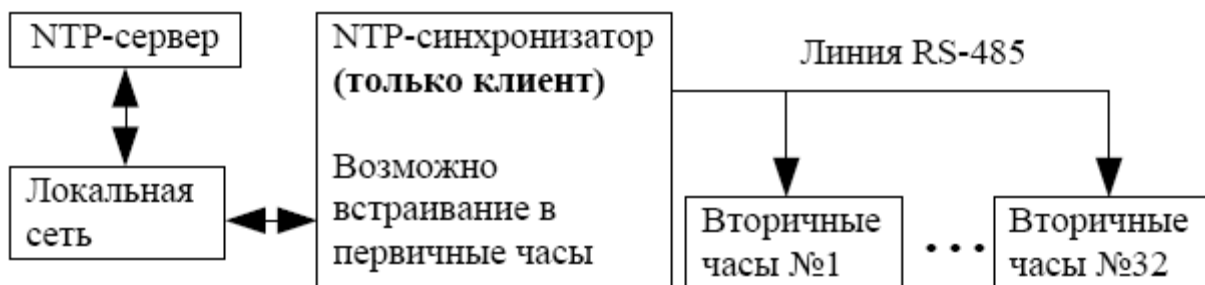 NTP-сервер
Локальная
сеть
NTP-синхронизатор
(только клиент)
Возможно
встраивание в
первичные часы
Линия RS-485
Вторичные
часы №1
...
Вторичные
часы №32